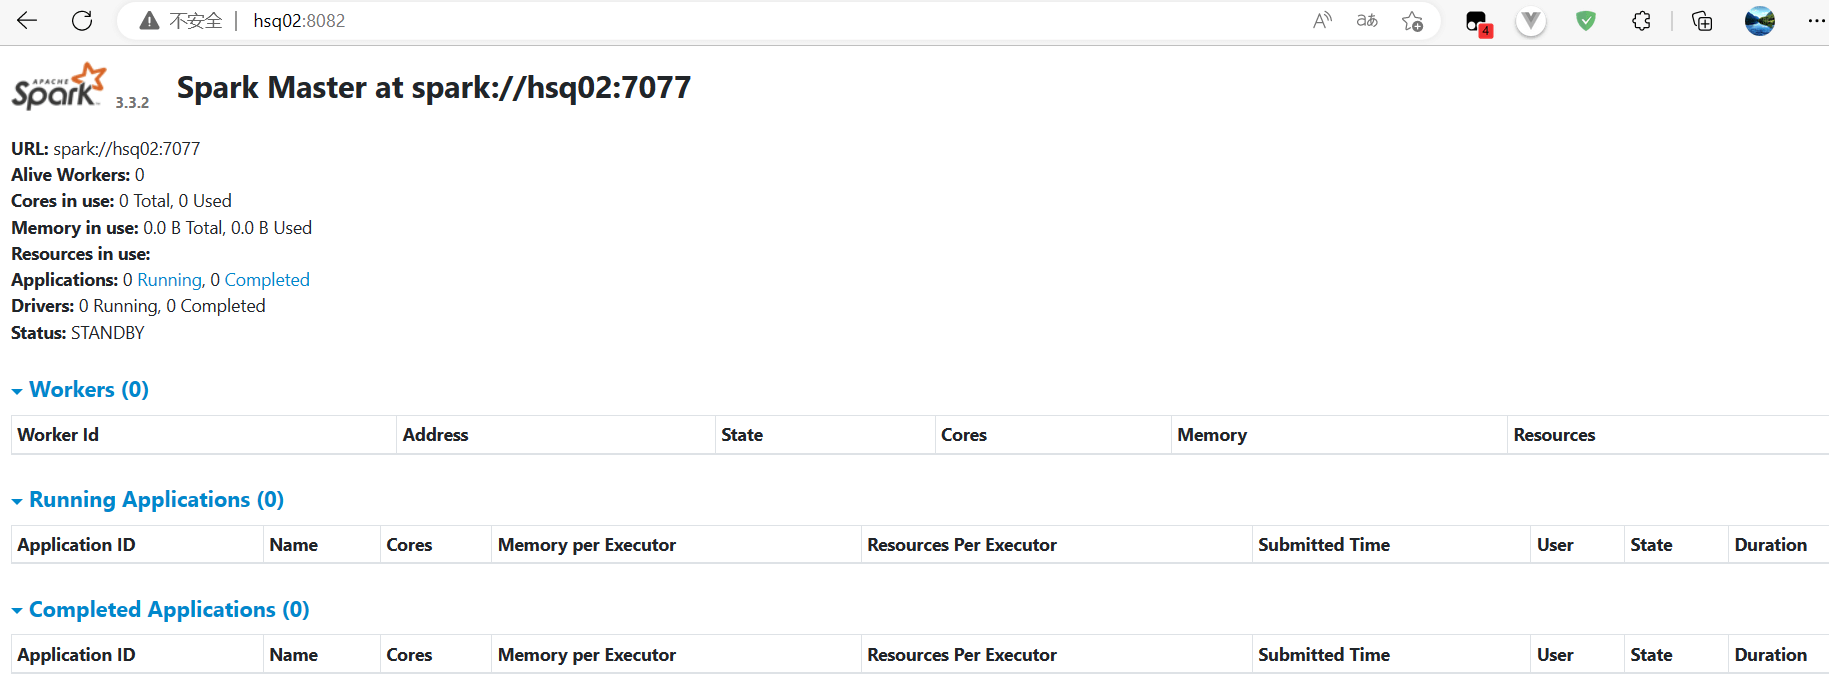 不安全 | hsq02:8082
4
APACHE
Spark 3.3.2 Spark Master at spark://hsq02:7077
URL: spark://hsq02:7077
Alive Workers: 0
Cores in use: 0 Total, 0 Used
Memory in use: 0.0 B Total, 0.0 B Used
Resources in use:
Applications: 0 Running, 0 Completed
Drivers: 0 Running, 0 Completed
Status: STANDBY
Workers (0)
Worker Id Address State Cores Memory Resources
Running Applications (0)
Application ID Name Cores Memory per Executor Resources Per Executor Submitted Time User State Duration
Completed Applications (0)
Application ID Name Cores Memory per Executor Resources Per Executor Submitted Time User State Duration